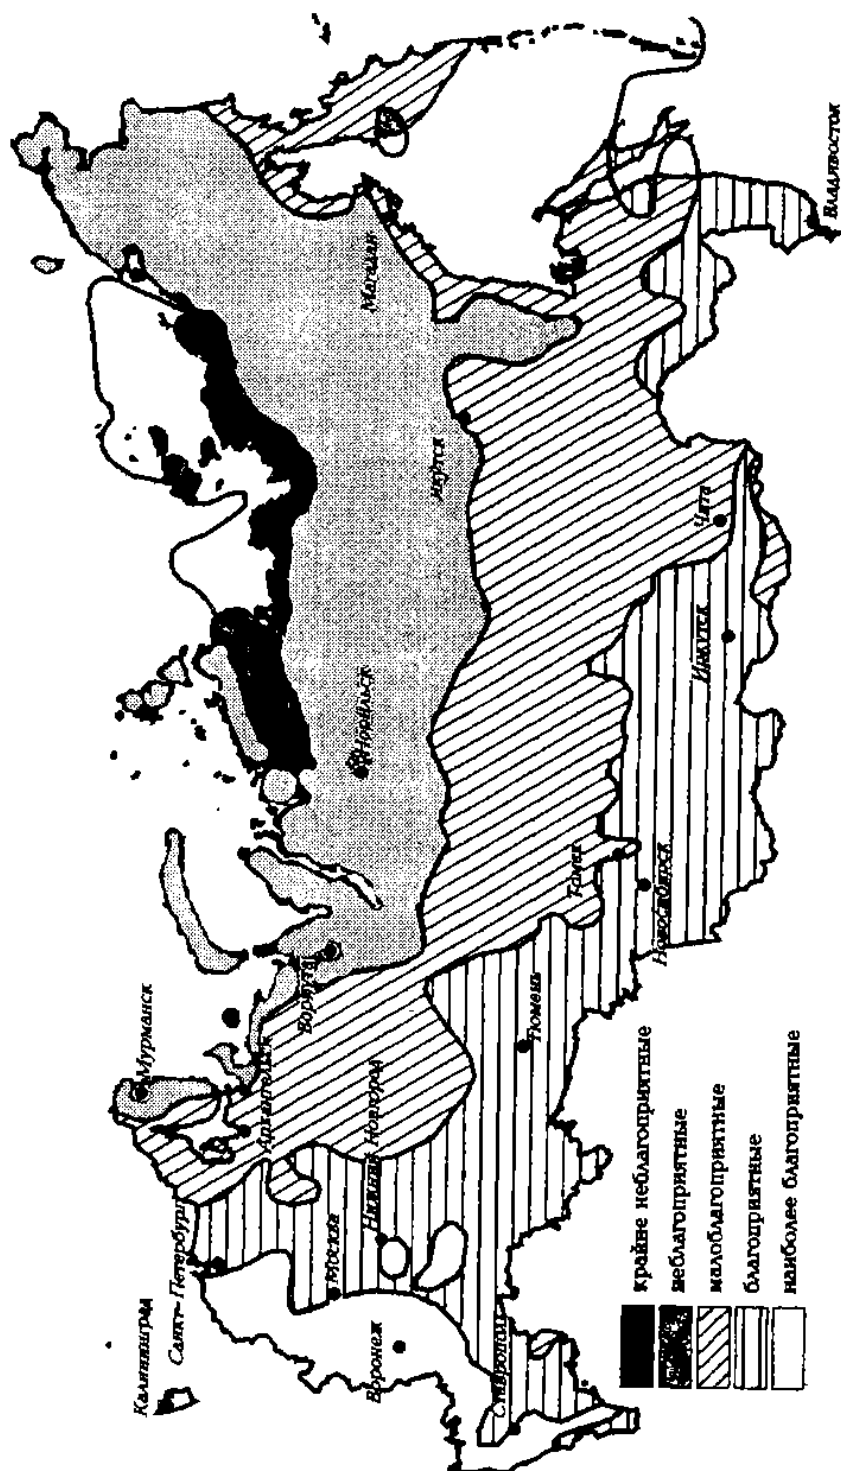 Калининград
Санкт-Петербург
Мурманск
Архангельск
Воркута
Норильск
Якутск
Магадан
Москва
Нижний Новгород
Воронеж
Ставрополь
Тюмень
Томск
Новосибирск
Иркутск
Чита
Владивосток
крайне неблагоприятные
неблагоприятные
малоблагоприятные
благоприятные
наиболее благоприятные